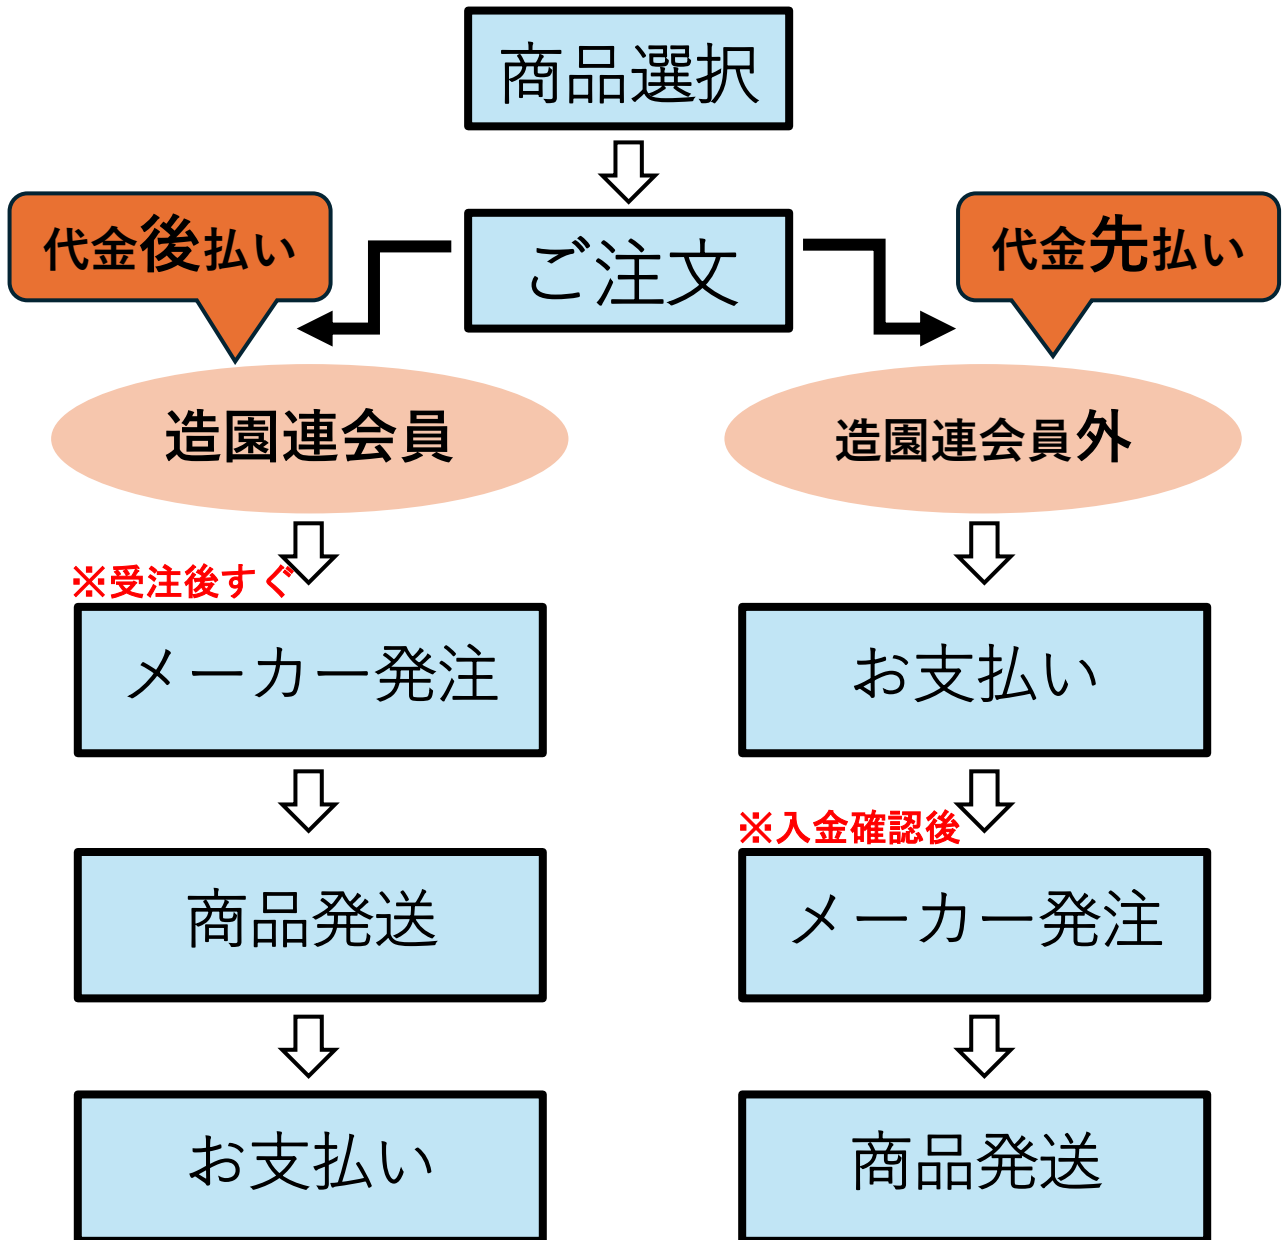 商品選択
ご注文
代金後払い
造園連会員
※受注後すぐ
メーカー発注
商品発送
お支払い
代金先払い
造園連会員外
お支払い
※入金確認後
メーカー発注
商品発送